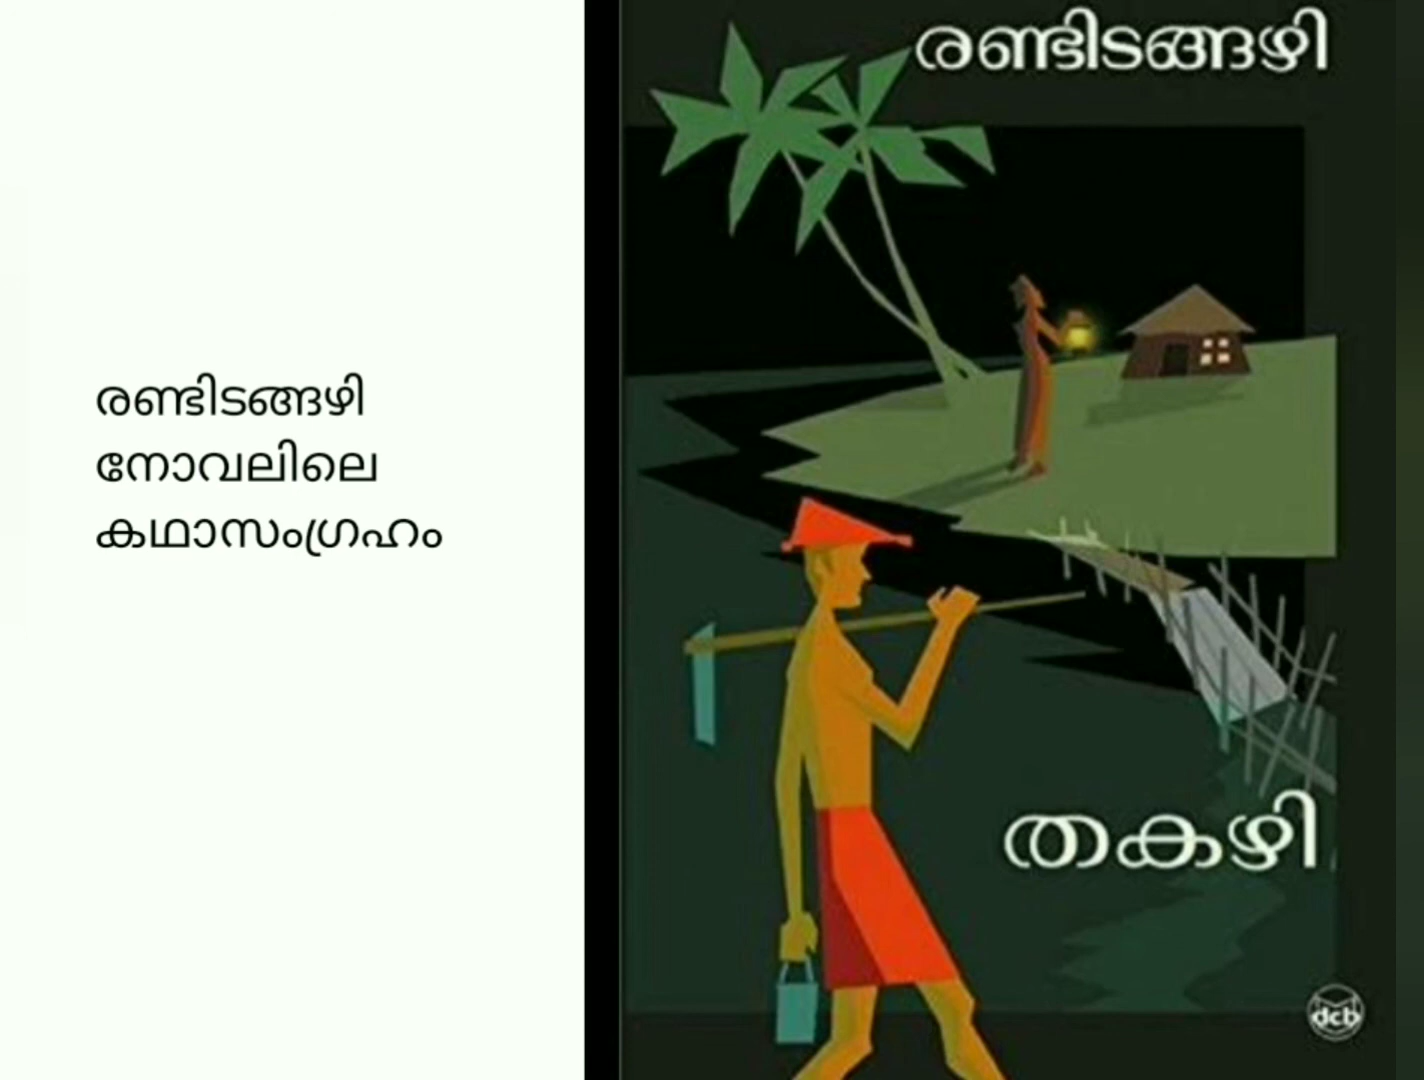 രണ്ടിടങ്ങഴി
നോവലിലെ
കഥാസംഗ്രഹം
രണ്ടിടങ്ങഴി
തകഴി
dcb